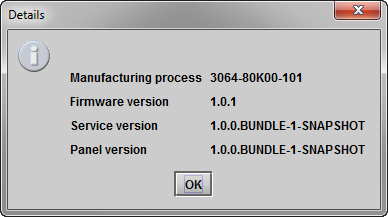 Details
Manufacturing process 3064-80K00-101
Firmware version 1.0.1
Service version 1.0.0.BUNDLE-1-SNAPSHOT
Panel version 1.0.0.BUNDLE-1-SNAPSHOT
OK